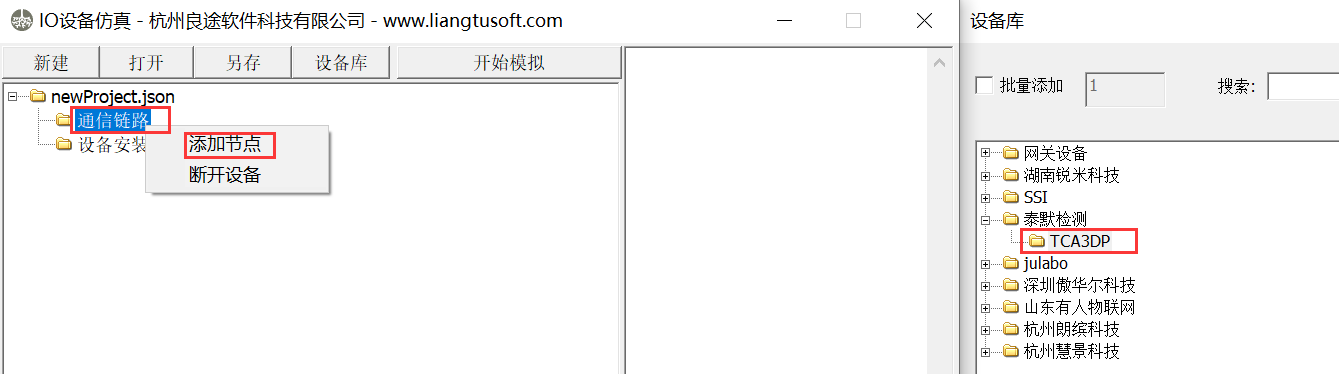 IO设备仿真 - 杭州良途软件科技有限公司 - www.liangtusoft.com
新建 打开 另存 设备库 开始模拟
newProject.json
通信链路
设备安装
添加节点
断开设备
设备库
批量添加 1 搜索:
网关设备
湖南锐米科技
SSI
泰默检测
TCA3DP
julabo
深圳傲华尔科技
山东有人物联网
杭州朗缤科技
杭州慧景科技